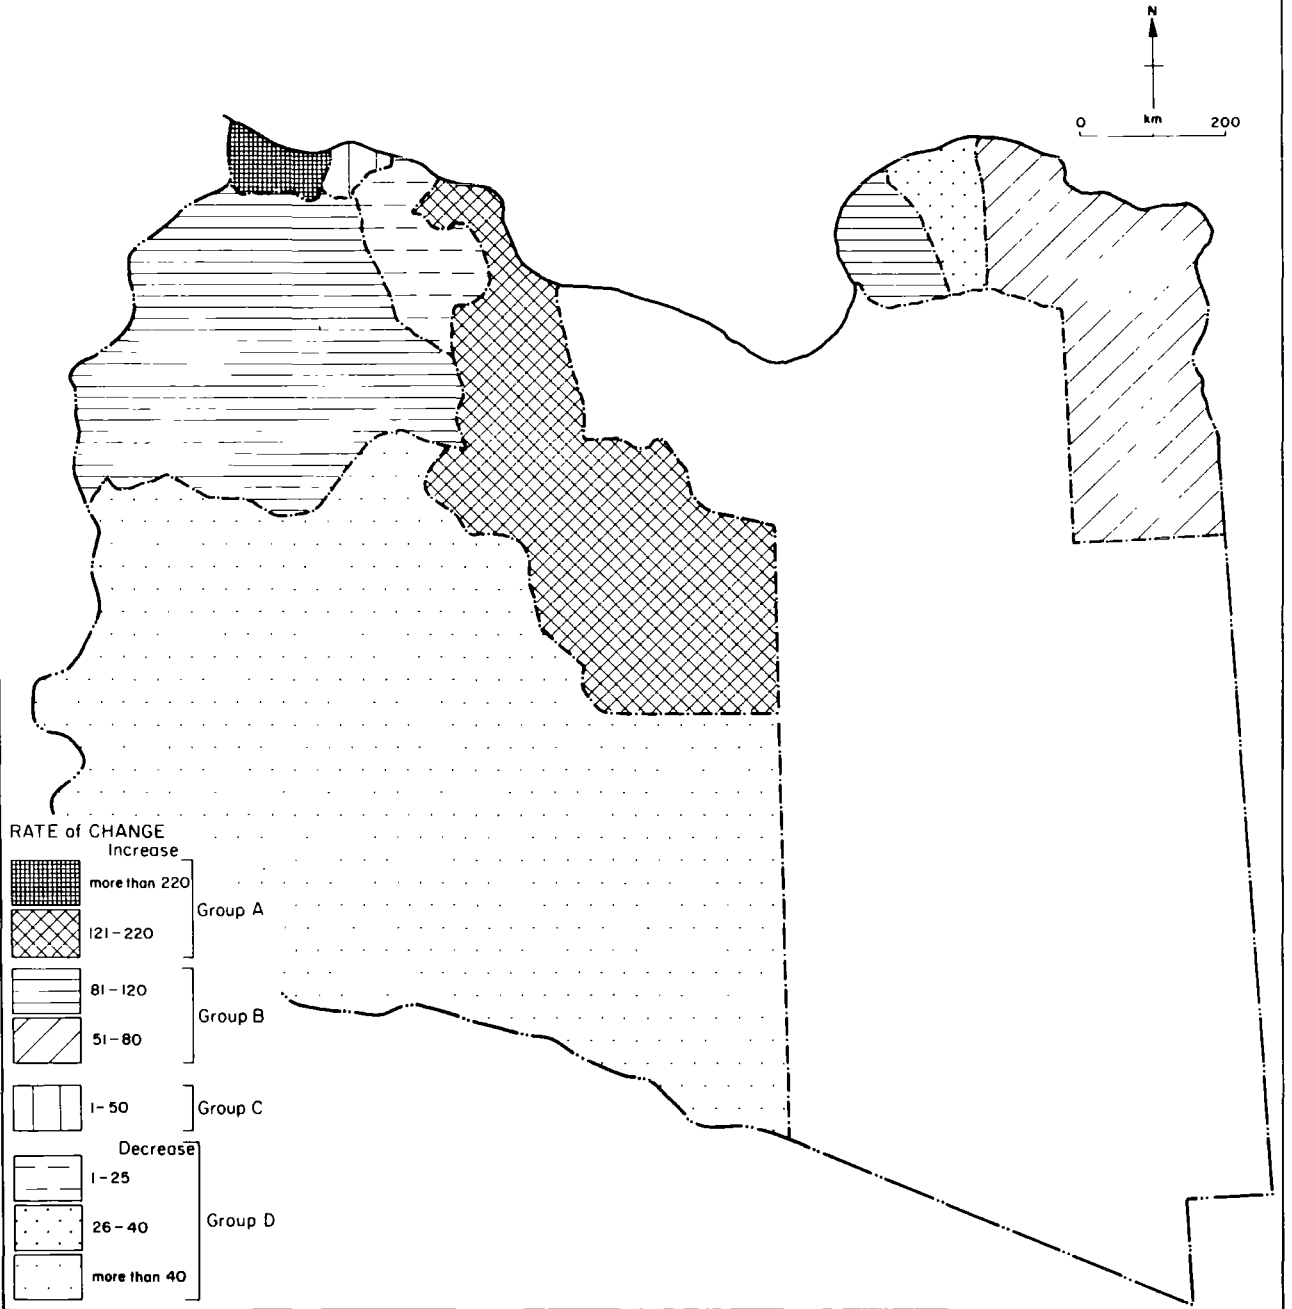 N
0 km 200
RATE of CHANGE
Increase
more than 220
121-220
Group A
81-120
51-80
Group B
1-50
Group C
Decrease
1-25
26-40
more than 40
Group D